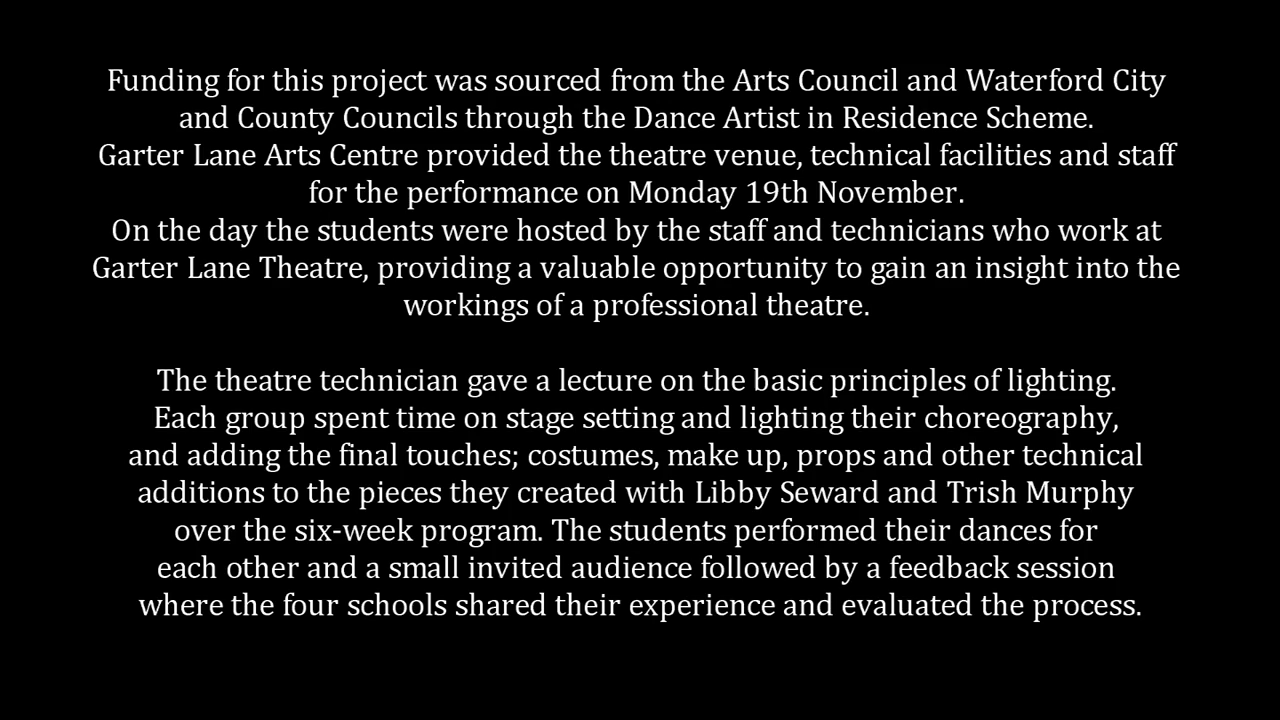 Funding for this project was sourced from the Arts Council and Waterford City
and County Councils through the Dance Artist in Residence Scheme.
Garter Lane Arts Centre provided the theatre venue, technical facilities and staff
for the performance on Monday 19th November.
On the day the students were hosted by the staff and technicians who work at
Garter Lane Theatre, providing a valuable opportunity to gain an insight into the
workings of a professional theatre.
The theatre technician gave a lecture on the basic principles of lighting.
Each group spent time on stage setting and lighting their choreography,
and adding the final touches; costumes, make up, props and other technical
additions to the pieces they created with Libby Seward and Trish Murphy
over the six-week program. The students performed their dances for
each other and a small invited audience followed by a feedback session
where the four schools shared their experience and evaluated the process.